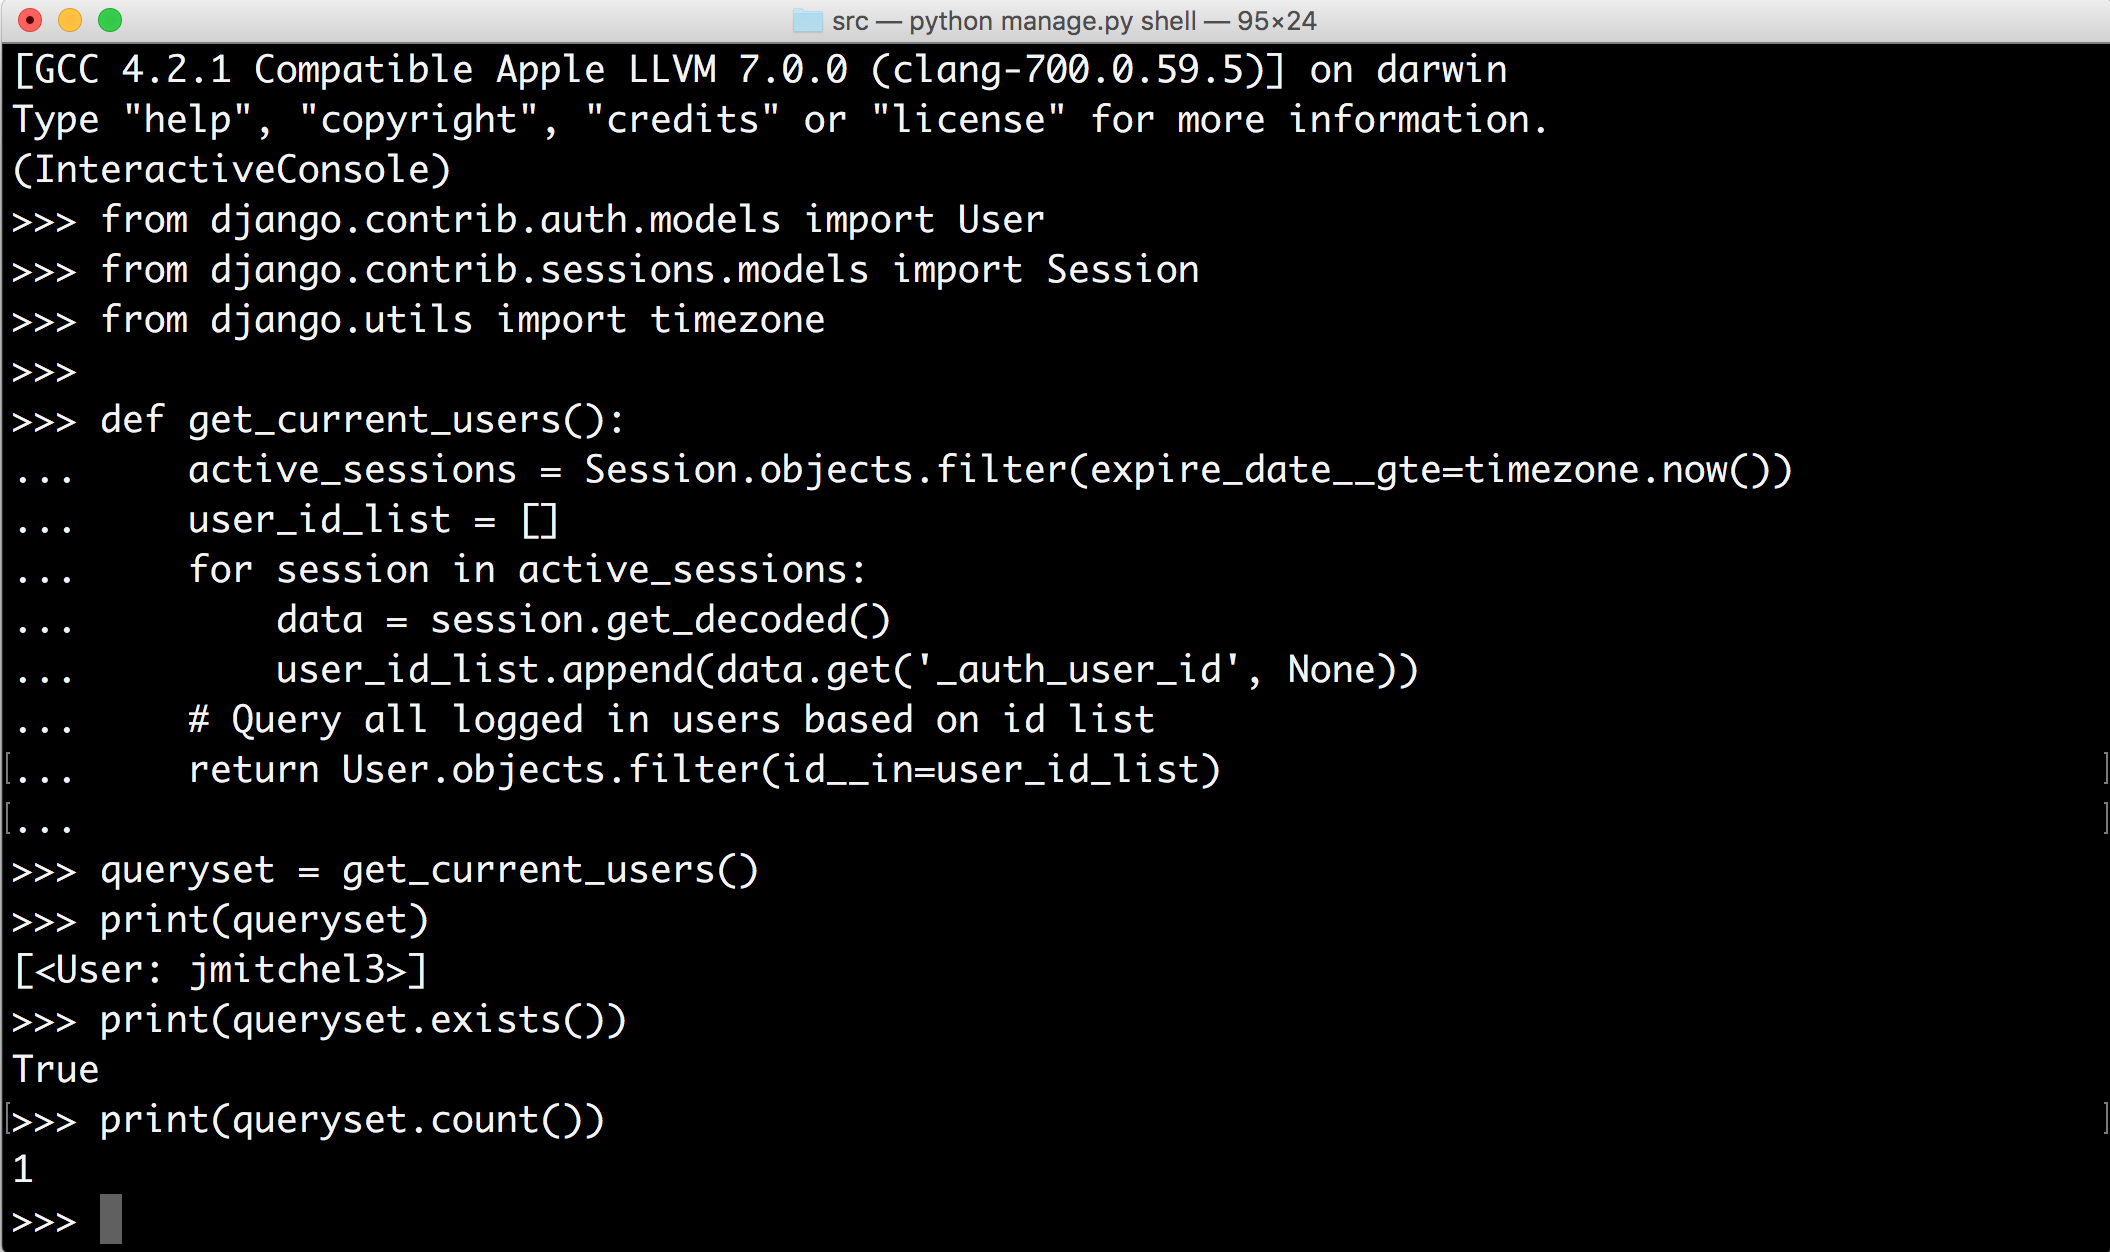 src — python manage.py shell — 95×24
[GCC 4.2.1 Compatible Apple LLVM 7.0.0 (clang-700.0.59.5)] on darwin
Type "help", "copyright", "credits" or "license" for more information.
(InteractiveConsole)
>>> from django.contrib.auth.models import User
>>> from django.contrib.sessions.models import Session
>>> from django.utils import timezone
>>>
>>> def get_current_users():
...     active_sessions = Session.objects.filter(expire_date__gte=timezone.now())
...     user_id_list = []
...     for session in active_sessions:
...         data = session.get_decoded()
...         user_id_list.append(data.get('_auth_user_id', None))
...     # Query all logged in users based on id list
...     return User.objects.filter(id__in=user_id_list)
...
>>> queryset = get_current_users()
>>> print(queryset)
[<User: jmitchel3>]
>>> print(queryset.exists())
True
>>> print(queryset.count())
1
>>>